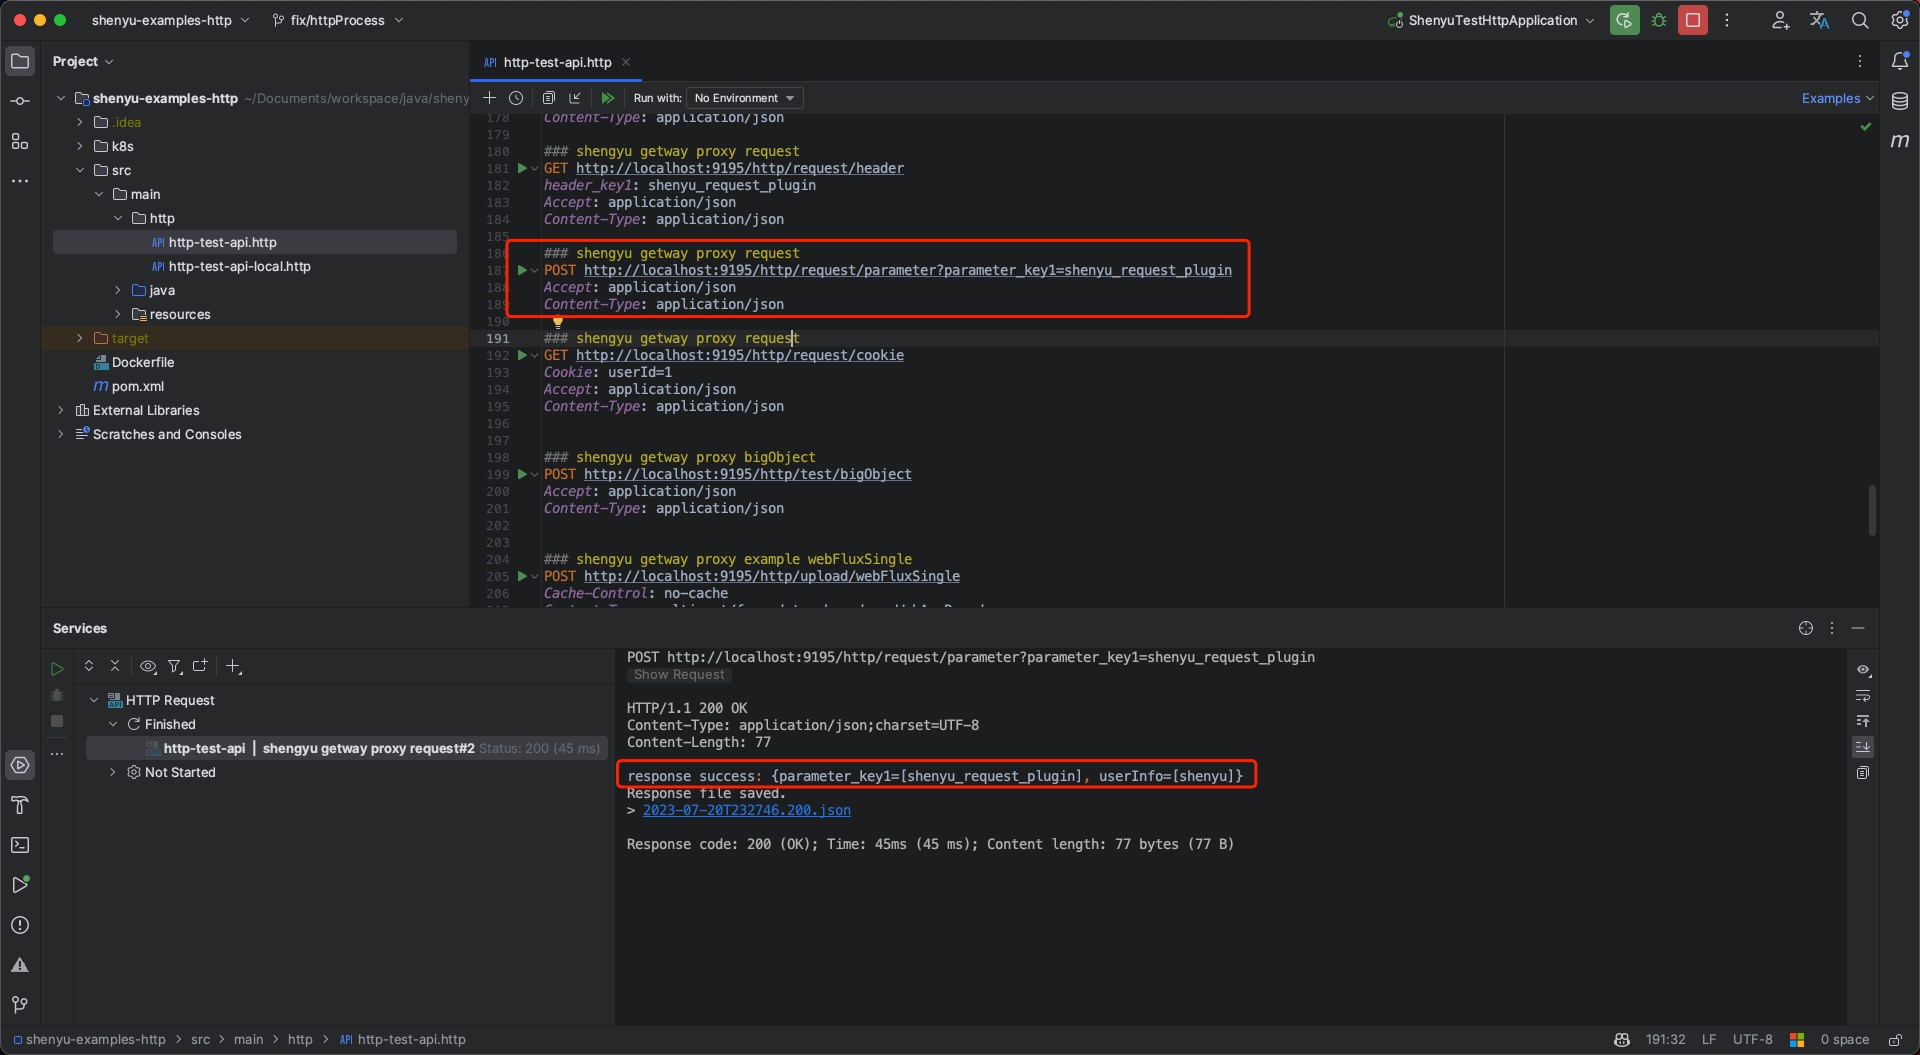 shenyu-examples-http
fix/httpProcess
ShenyuTestHttpApplication
Project
shenyu-examples-http ~/Documents/workspace/java/sheny
.idea
k8s
src
main
http
API http-test-api.http
API http-test-api-local.http
java
resources
target
Dockerfile
m pom.xml
External Libraries
Scratches and Consoles
API http-test-api.http
Run with: No Environment
Examples
178 Content-Type: application/json
179
180 ### shengyu getway proxy request
181 GET http://localhost:9195/http/request/header
182 header_key1: shenyu_request_plugin
183 Accept: application/json
184 Content-Type: application/json
185
186 ### shengyu getway proxy request
187 POST http://localhost:9195/http/request/parameter?parameter_key1=shenyu_request_plugin
188 Accept: application/json
189 Content-Type: application/json
190
191 ### shengyu getway proxy request
192 GET http://localhost:9195/http/request/cookie
193 Cookie: userId=1
194 Accept: application/json
195 Content-Type: application/json
196
197
198 ### shengyu getway proxy bigObject
199 POST http://localhost:9195/http/test/bigObject
200 Accept: application/json
201 Content-Type: application/json
202
203
204 ### shengyu getway proxy example webFluxSingle
205 POST http://localhost:9195/http/upload/webFluxSingle
206 Cache-Control: no-cache
m
Services
HTTP Request
Finished
http-test-api | shengyu getway proxy request#2 Status: 200 (45 ms)
Not Started
POST http://localhost:9195/http/request/parameter?parameter_key1=shenyu_request_plugin
Show Request
HTTP/1.1 200 OK
Content-Type: application/json;charset=UTF-8
Content-Length: 77
response success: {parameter_key1=[shenyu_request_plugin], userInfo=[shenyu]}
Response file saved.
> 2023-07-20T232746.200.json
Response code: 200 (OK); Time: 45ms (45 ms); Content length: 77 bytes (77 B)
shenyu-examples-http > src > main > http > API http-test-api.http
191:32 LF UTF-8 0 space